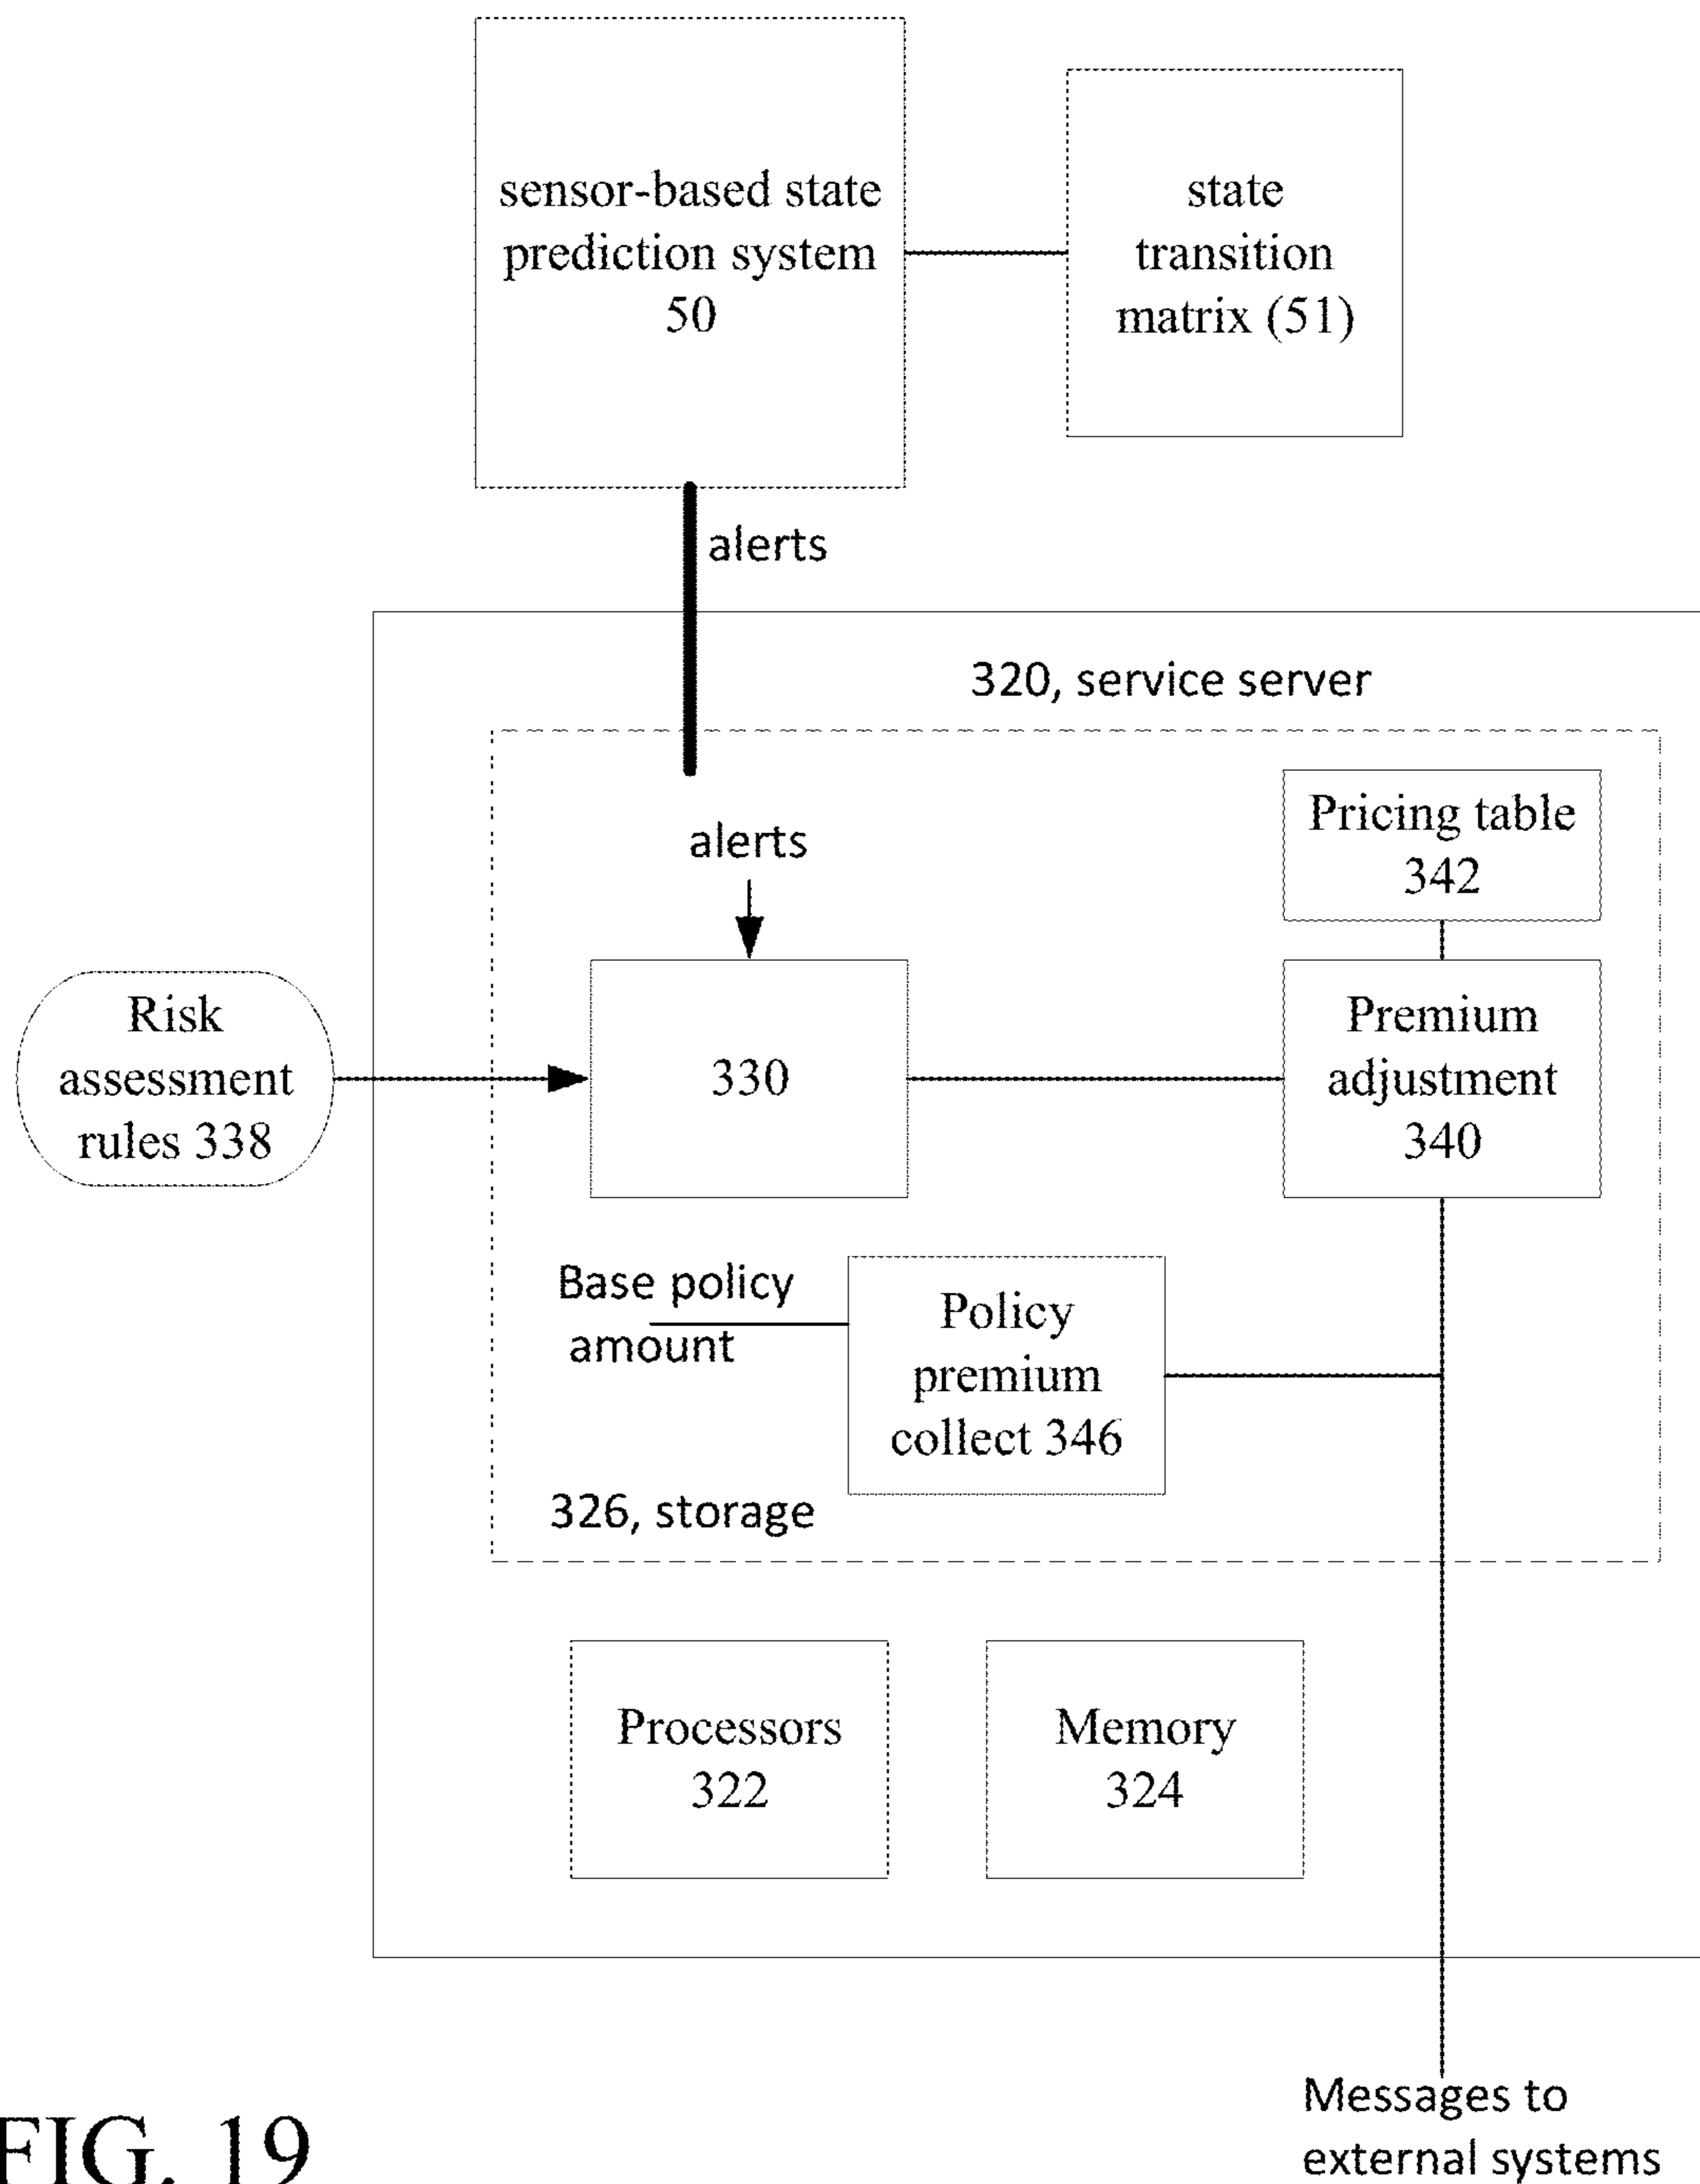 sensor-based state
prediction system
50
state
transition
matrix (51)
alerts
320, service server
alerts
Pricing table
342
Risk
assessment
rules 338
330
Premium
adjustment
340
Base policy
amount
Policy
premium
collect 346
326, storage
Processors
322
Memory
324
Messages to
external systems
FIG. 19